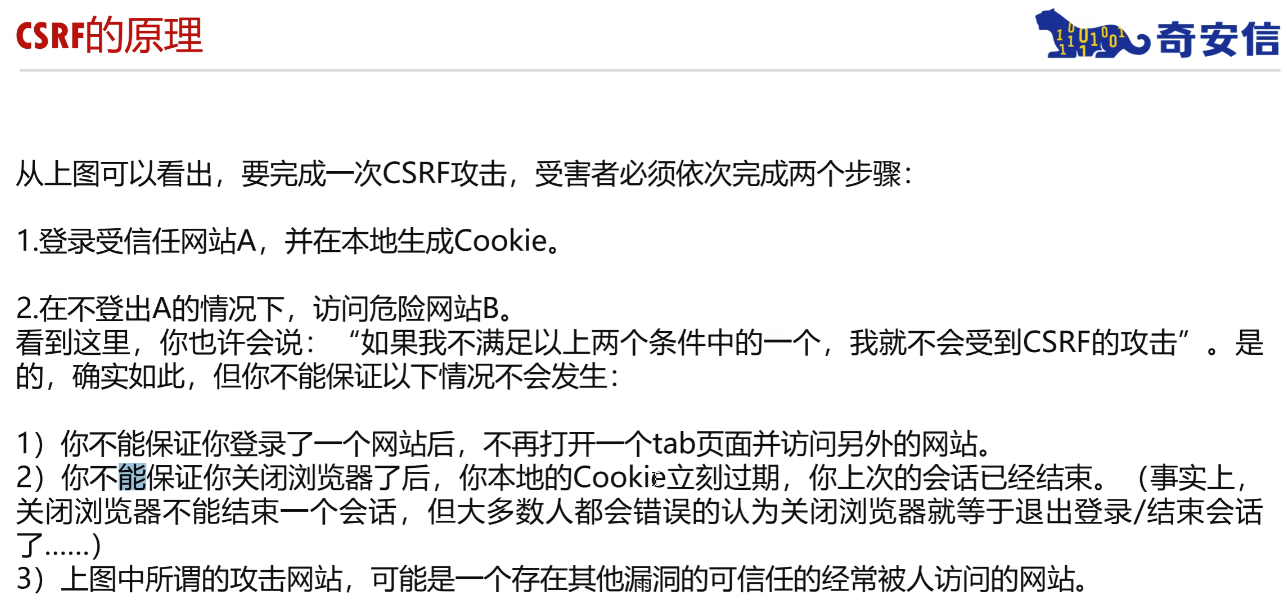 CSRF的原理
奇安信
从上图可以看出，要完成一次CSRF攻击，受害者必须依次完成两个步骤：
1.登录受信任网站A，并在本地生成Cookie。
2.在不登出A的情况下，访问危险网站B。
看到这里，你也许会说：“如果我不满足以上两个条件中的一个，我就不会受到CSRF的攻击”。是
的，确实如此，但你不能保证以下情况不会发生：
1）你不能保证你登录了一个网站后，不再打开一个tab页面并访问另外的网站。
2）你不能保证你关闭浏览器了后，你本地的Cookie立刻过期，你上次的会话已经结束。（事实上，
关闭浏览器不能结束一个会话，但大多数人都会错误的认为关闭浏览器就等于退出登录/结束会话
了......）
3）上图中所谓的攻击网站，可能是一个存在其他漏洞的可信任的经常被人访问的网站。